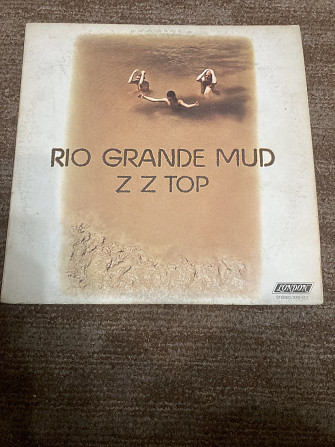 RIO GRANDE MUD
Z Z TOP
LONDON